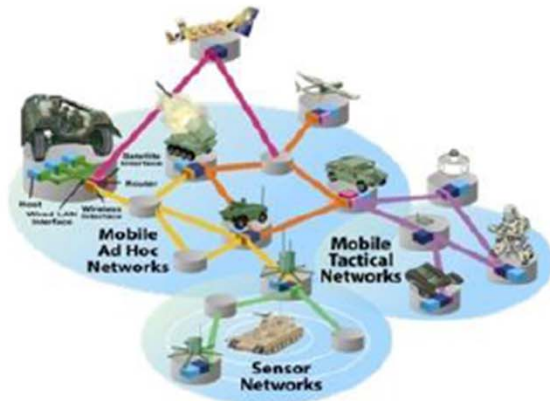 Satellite
Interface
Router
Host
Wired LAN
Interface
Wireless
Interface
Mobile
Ad Hoc
Networks
Mobile
Tactical
Networks
Sensor
Networks